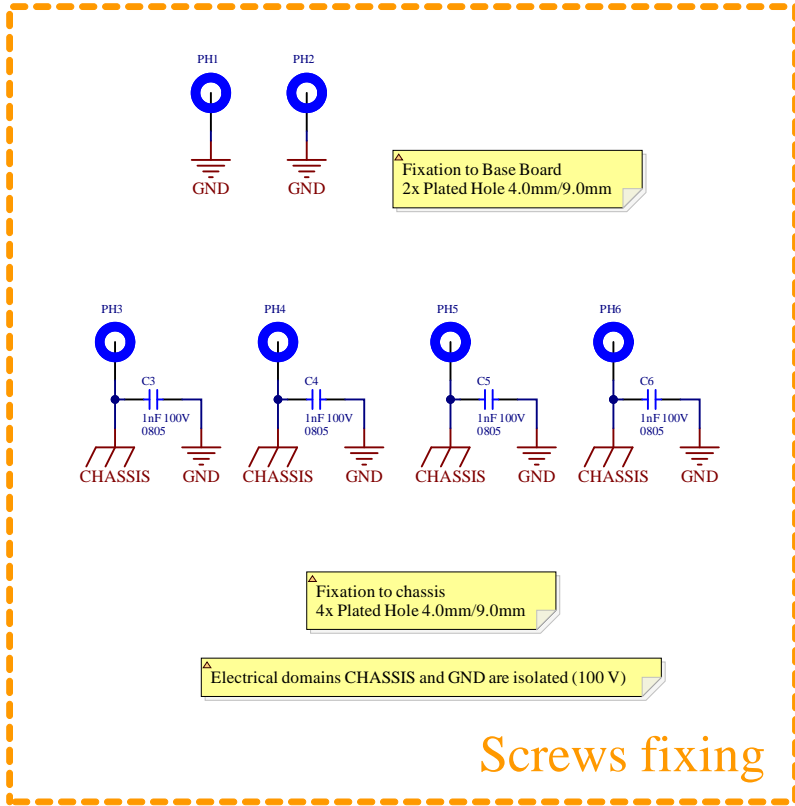 PH1
PH2
GND
GND
Fixation to Base Board
2x Plated Hole 4.0mm/9.0mm
PH3
PH4
PH5
PH6
C3
1nF 100V
0805
C4
1nF 100V
0805
C5
1nF 100V
0805
C6
1nF 100V
0805
CHASSIS
GND
CHASSIS
GND
CHASSIS
GND
CHASSIS
GND
Fixation to chassis
4x Plated Hole 4.0mm/9.0mm
Electrical domains CHASSIS and GND are isolated (100 V)
Screws fixing